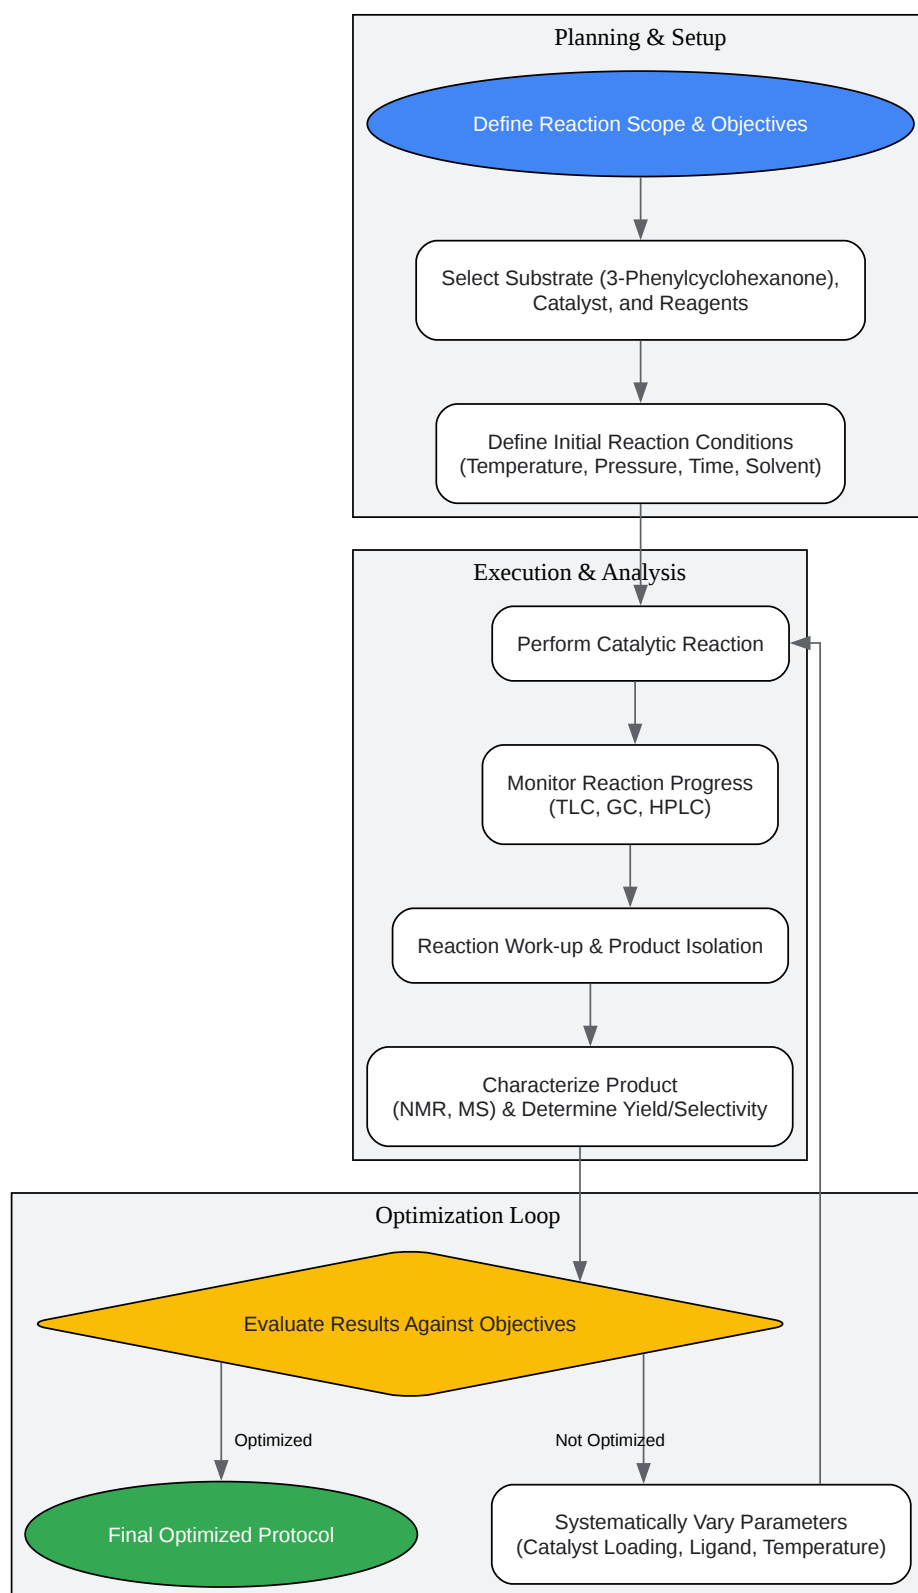 Planning & Setup
Define Reaction Scope & Objectives
Select Substrate (3-Phenylcyclohexanone),
Catalyst, and Reagents
Define Initial Reaction Conditions
(Temperature, Pressure, Time, Solvent)
Execution & Analysis
Perform Catalytic Reaction
Monitor Reaction Progress
(TLC, GC, HPLC)
Reaction Work-up & Product Isolation
Characterize Product
(NMR, MS) & Determine Yield/Selectivity
Optimization Loop
Evaluate Results Against Objectives
Optimized
Not Optimized
Final Optimized Protocol
Systematically Vary Parameters
(Catalyst Loading, Ligand, Temperature)